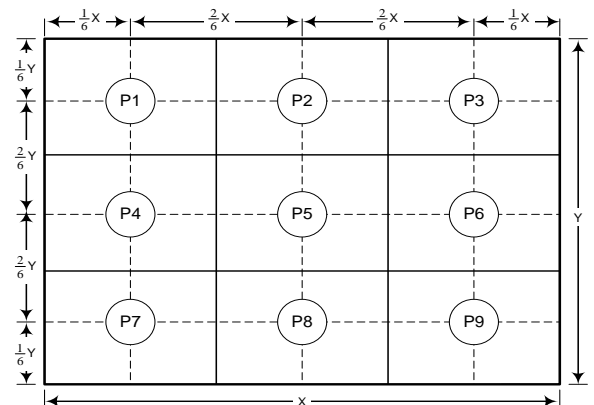 1/6 X 2/6 X 2/6 X 1/6 X
1/6 Y
P1 P2 P3
2/6 Y
P4 P5 P6
Y
2/6 Y
P7 P8 P9
1/6 Y
X